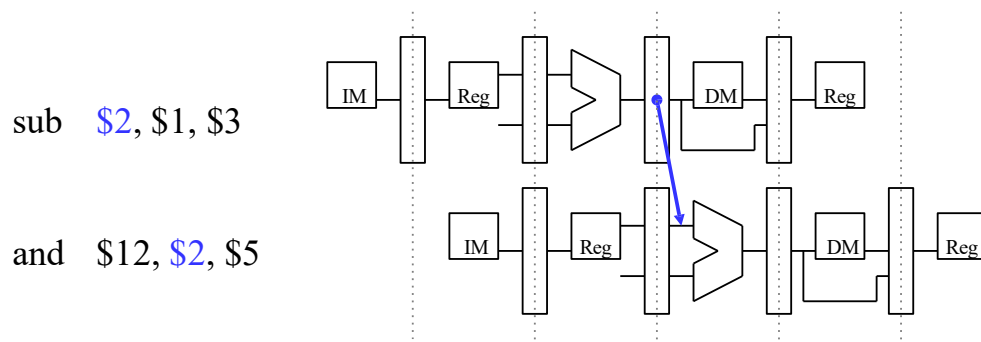 IM Reg DM Reg
sub $2, $1, $3
IM Reg DM Reg
and $12, $2, $5